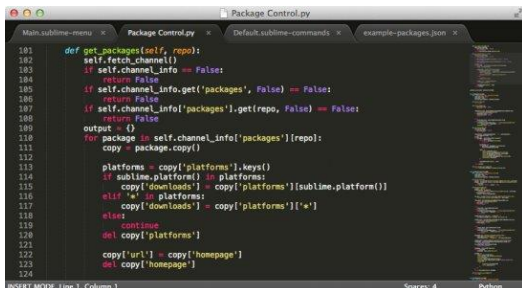 Package Control.py
Main.sublime-menu × Package Control.py × Default.sublime-commands × example-packages.json ×
101 def get_packages(self, repo):
102 self.fetch_channel()
103 if self.channel_info == False:
104 return False
105 if self.channel_info.get('packages', False) == False:
106 return False
107 if self.channel_info['packages'].get(repo, False) == False:
108 return False
109 output = {}
110 for package in self.channel_info['packages'][repo]:
111 copy = package.copy()
112
113 platforms = copy['platforms'].keys()
114 if sublime.platform() in platforms:
115 copy['downloads'] = copy['platforms'][sublime.platform()]
116 elif '*' in platforms:
117 copy['downloads'] = copy['platforms']['*']
118 else:
119 continue
120 del copy['platforms']
121
122 copy['url'] = copy['homepage']
123 del copy['homepage']
124
INSERT MODE, Line 1, Column 1 Spaces: 4 Python